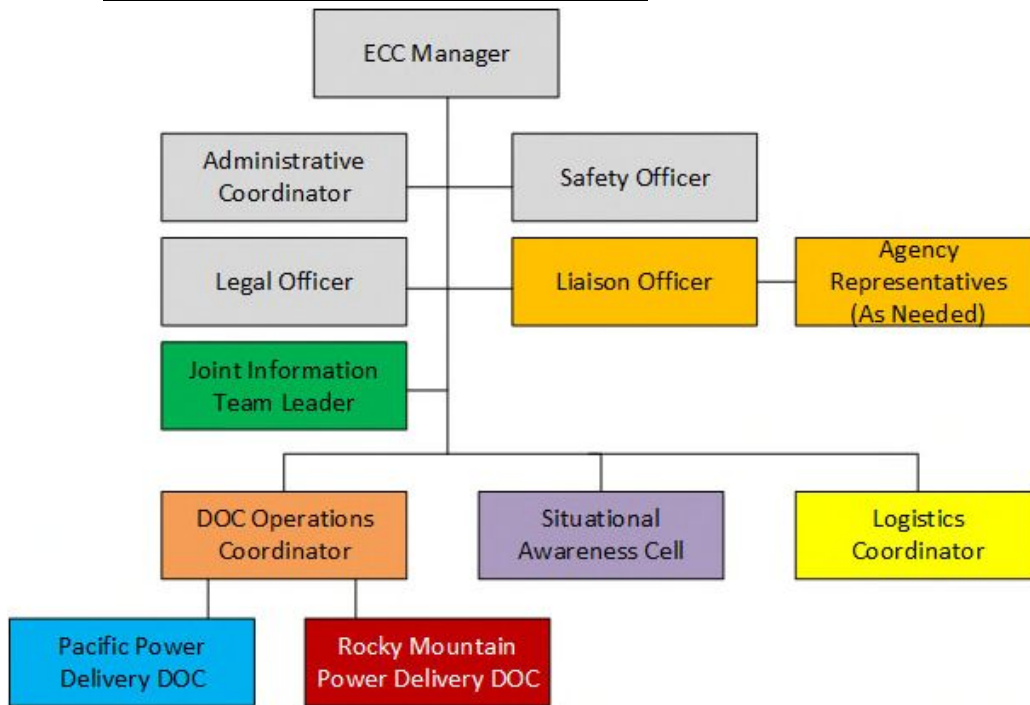 ECC Manager
Administrative
Coordinator
Safety Officer
Legal Officer
Liaison Officer
Agency
Representatives
(As Needed)
Joint Information
Team Leader
DOC Operations
Coordinator
Situational
Awareness Cell
Logistics
Coordinator
Pacific Power
Delivery DOC
Rocky Mountain
Power Delivery DOC